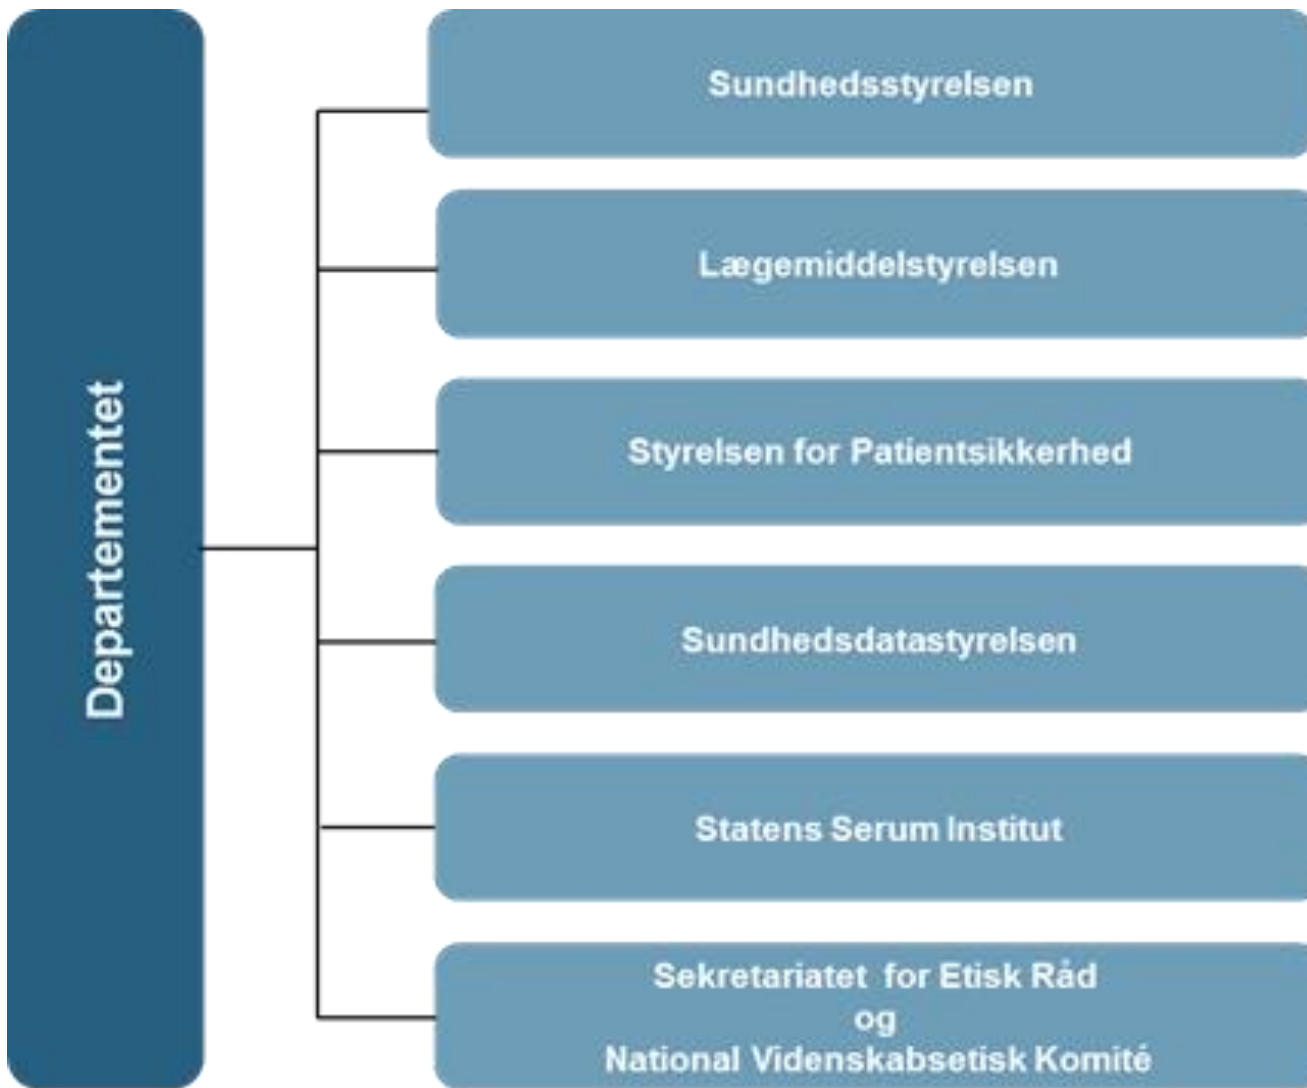 Departementet
Sundhedsstyrelsen
Lægemiddelstyrelsen
Styrelsen for Patientsikkerhed
Sundhedsdatastyrelsen
Statens Serum Institut
Sekretariatet for Etisk Råd
og
National Videnskabsetisk Komité